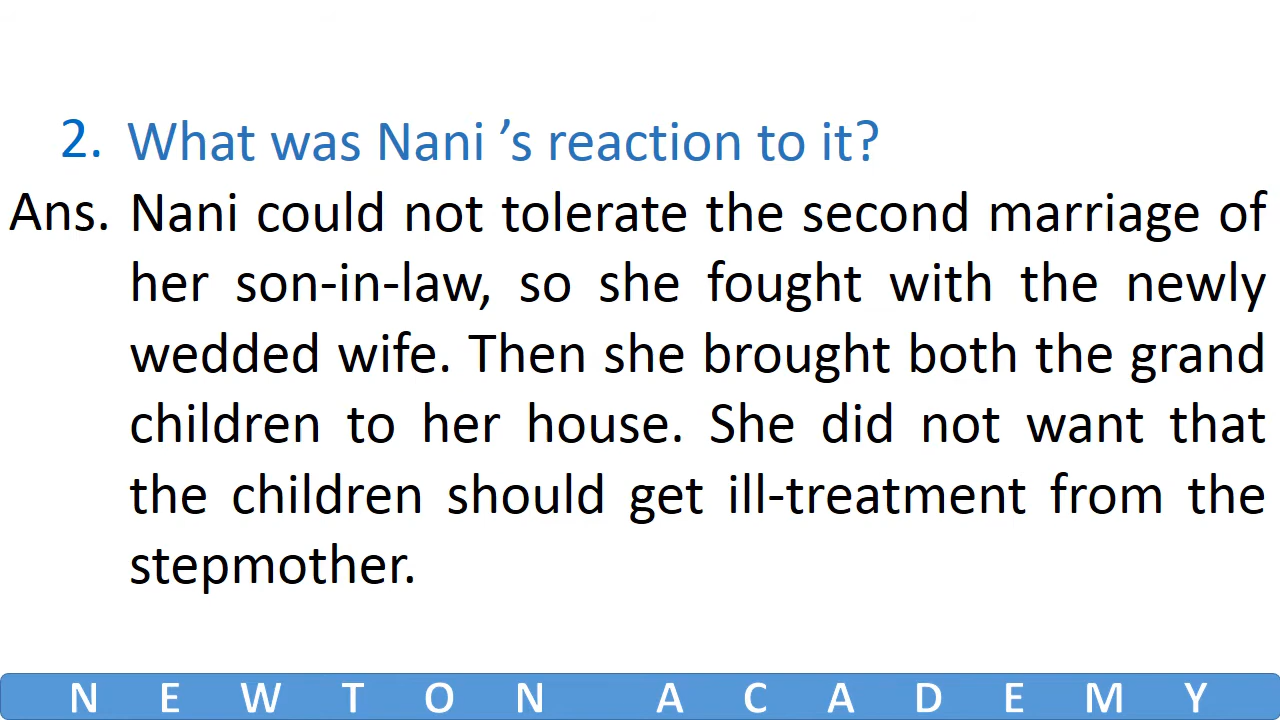 2. What was Nani ’s reaction to it?
Ans. Nani could not tolerate the second marriage of
her son-in-law, so she fought with the newly
wedded wife. Then she brought both the grand
children to her house. She did not want that
the children should get ill-treatment from the
stepmother.
N E W T O N A C A D E M Y